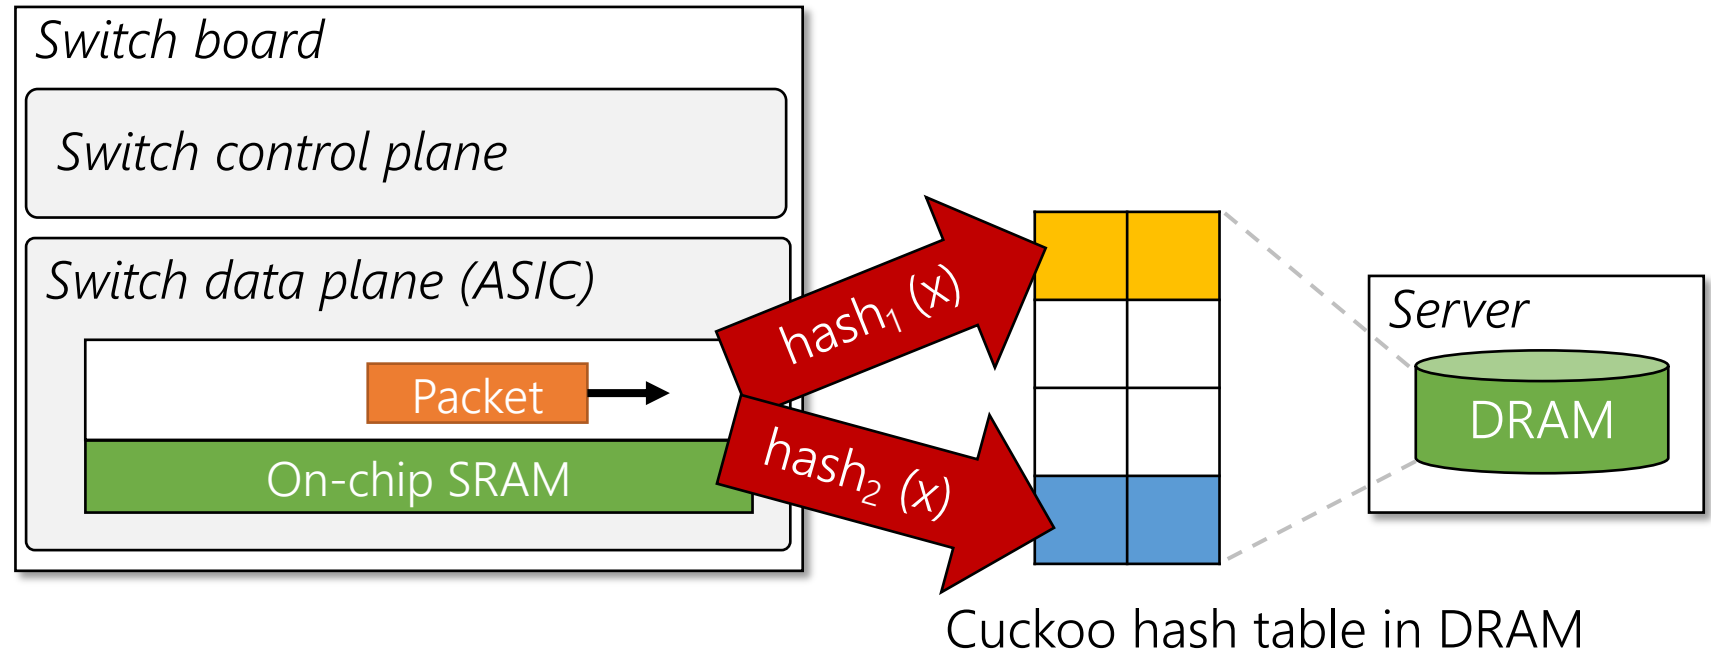 Switch board
Switch control plane
Switch data plane (ASIC)
Packet
On-chip SRAM
hash₁ (x)
hash₂ (x)
Server
DRAM
Cuckoo hash table in DRAM